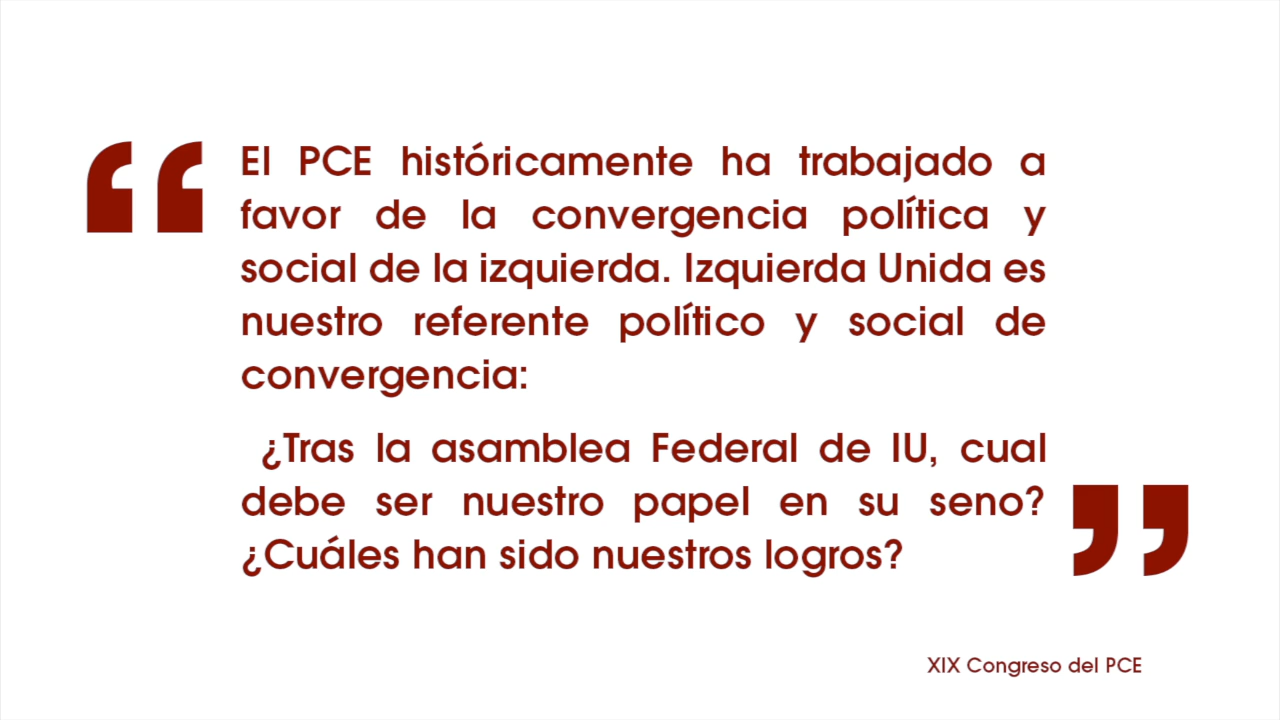 “El PCE históricamente ha trabajado a
favor de la convergencia política y
social de la izquierda. Izquierda Unida es
nuestro referente político y social de
convergencia:
¿Tras la asamblea Federal de IU, cual
debe ser nuestro papel en su seno?
¿Cuáles han sido nuestros logros?”
XIX Congreso del PCE